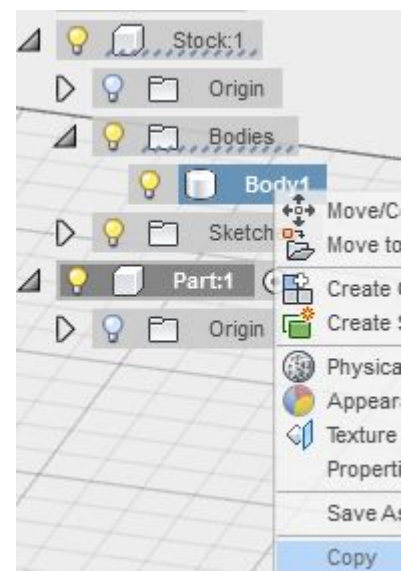 Stock:1
Origin
Bodies
Body1
Move/C
Sketch
Move to
Part:1
Create
Origin
Create
Physica
Appear
Texture
Properti
Save As
Copy